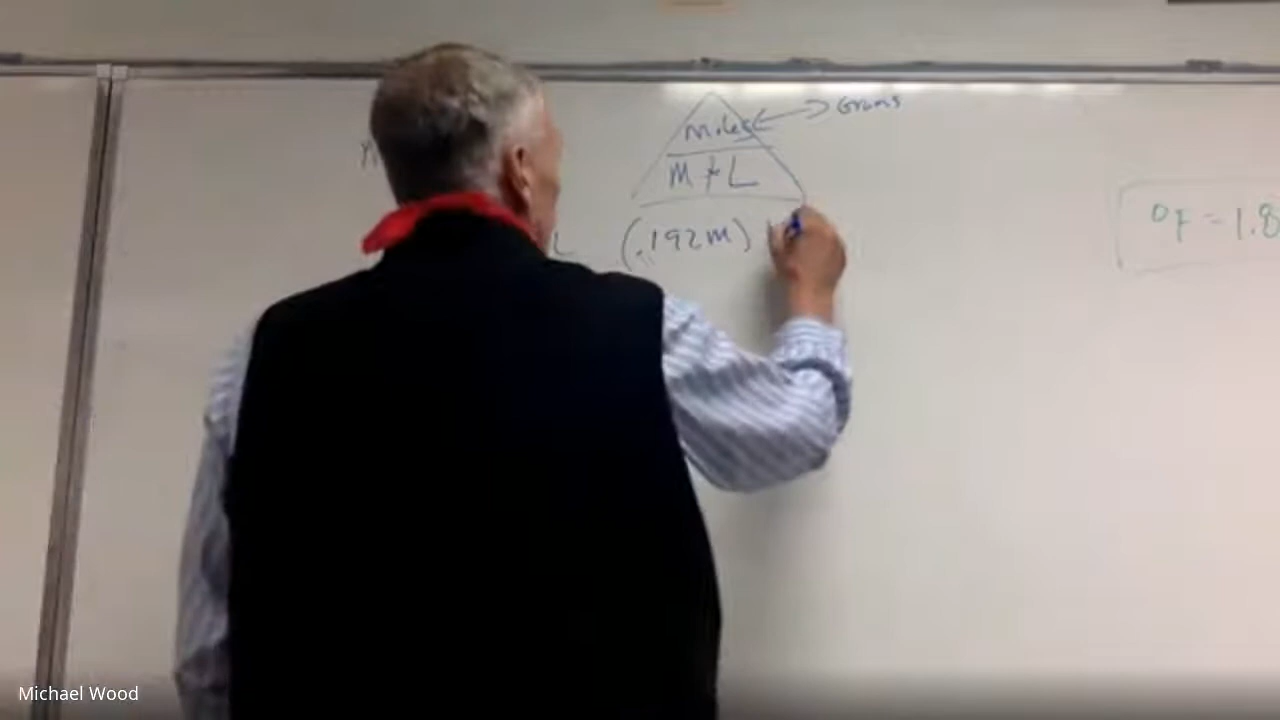 moles Grams
M * L
L (.192m)
°F = 1.8
Michael Wood